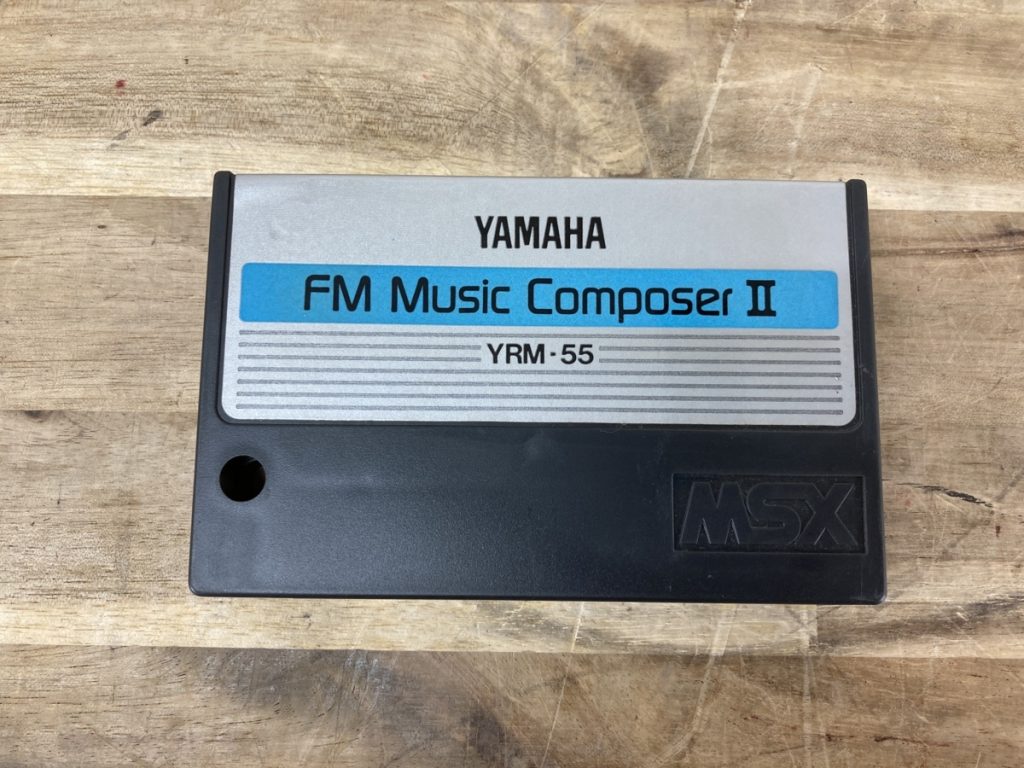 YAMAHA
FM Music Composer II
YRM-55
MSX